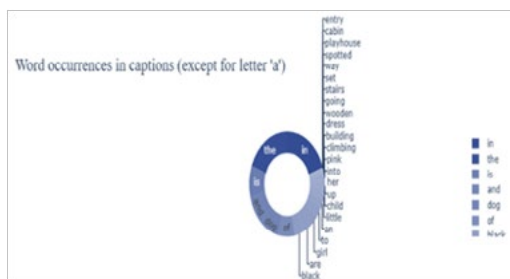 Word occurrences in captions (except for letter 'a')
entry
cabin
playhouse
spotted
way
set
stairs
going
wooden
dress
building
climbing
pink
into
her
up
child
little
an
to
girl
are
black
the
in
is
and
dog
of
in
the
is
and
dog
of
black